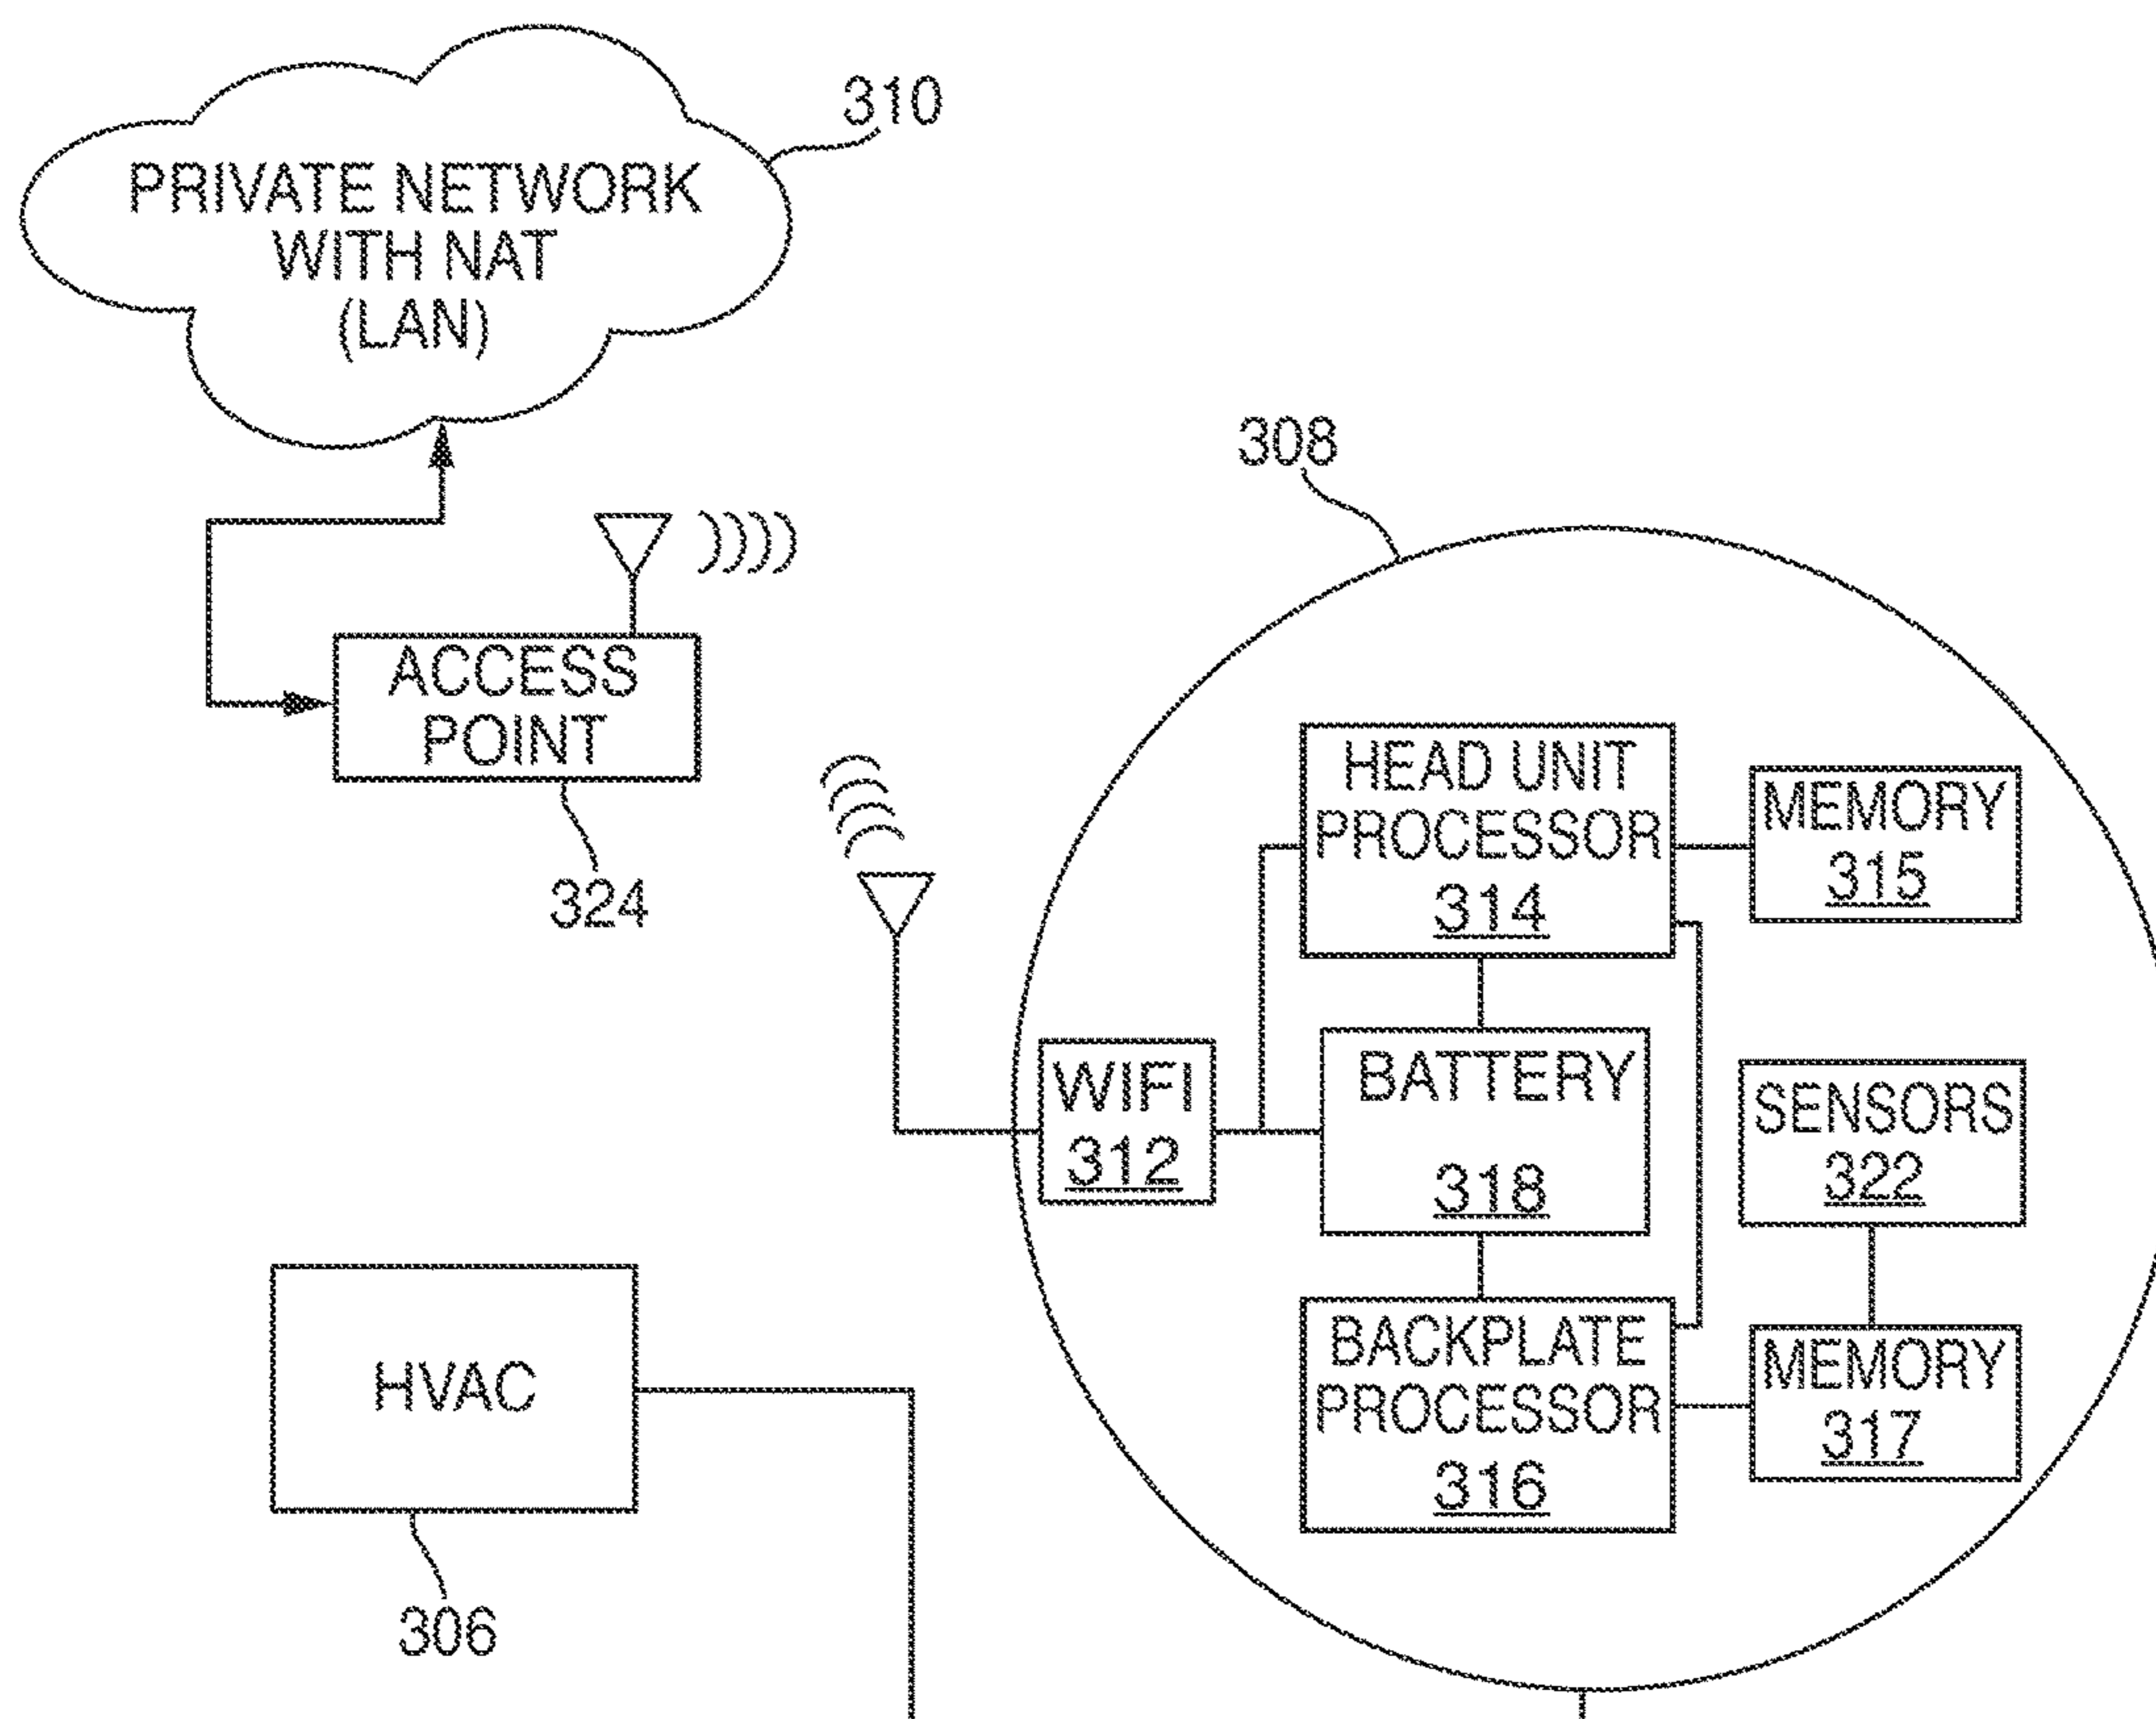 310
PRIVATE NETWORK
WITH NAT
(LAN)
308
ACCESS
POINT
324
HEAD UNIT
PROCESSOR
314
MEMORY
315
WIFI
312
BATTERY
318
SENSORS
322
BACKPLATE
PROCESSOR
316
MEMORY
317
HVAC
306